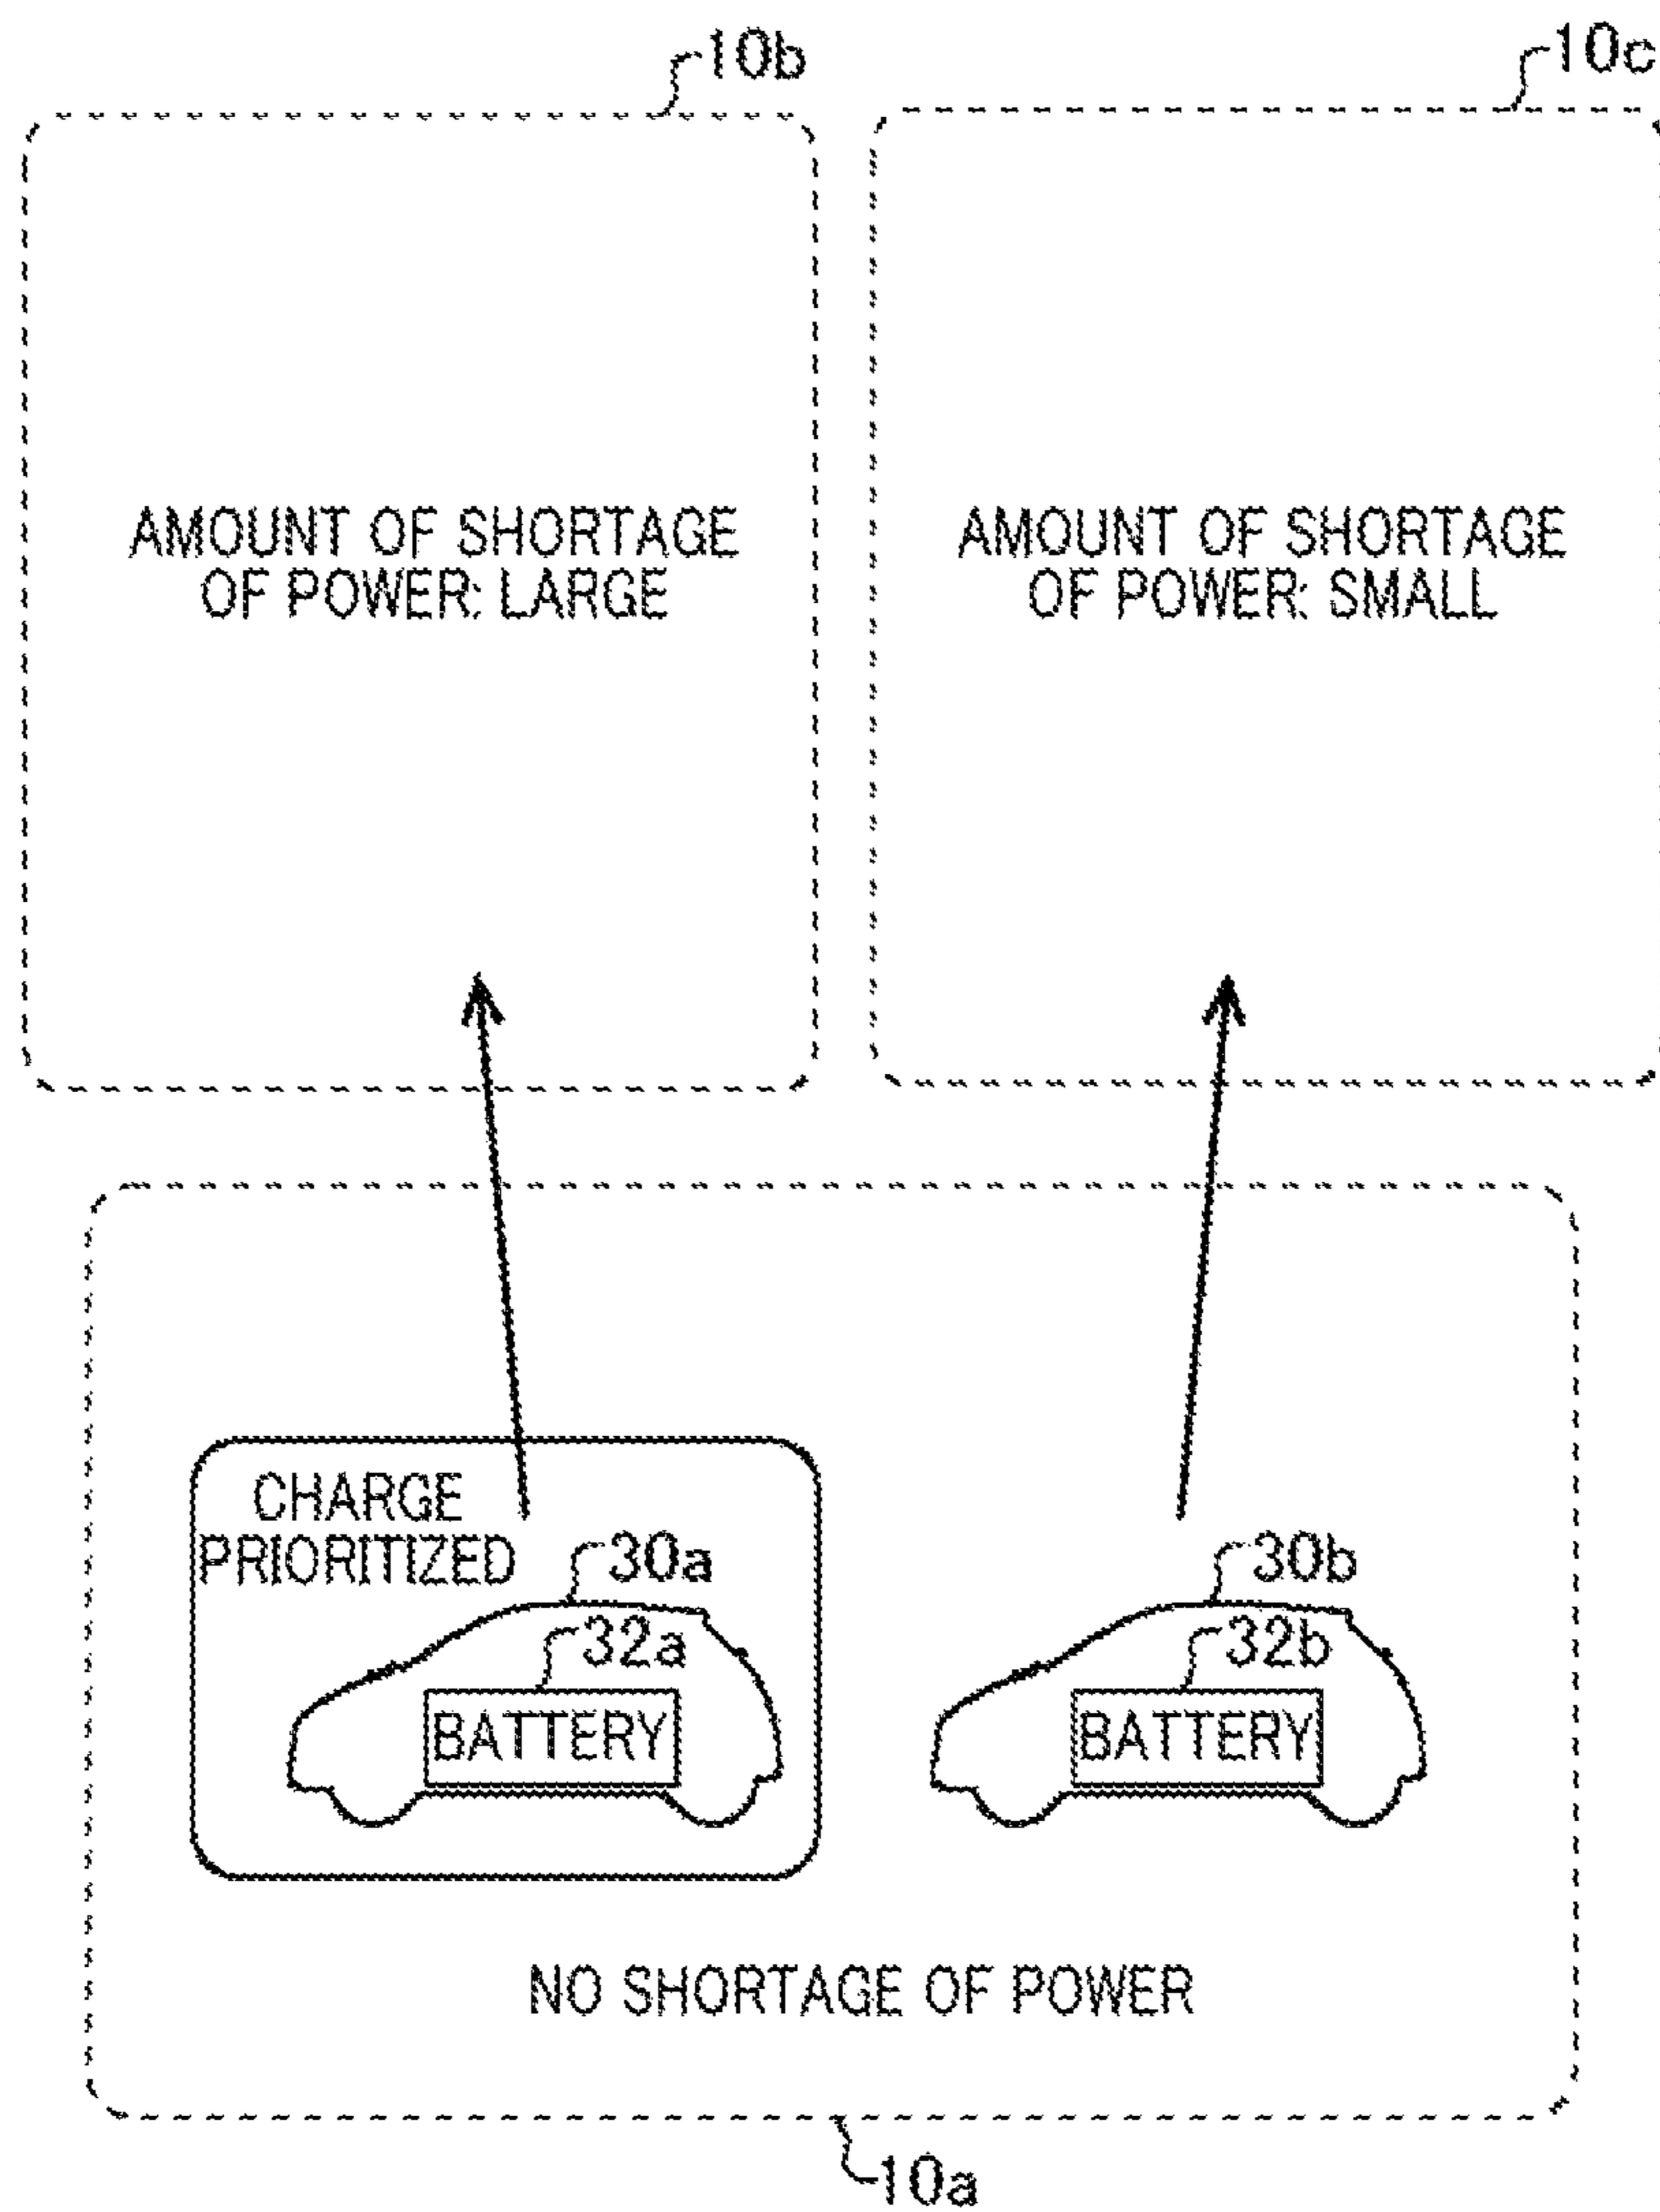 10b
10c
AMOUNT OF SHORTAGE
OF POWER: LARGE
AMOUNT OF SHORTAGE
OF POWER: SMALL
CHARGE
PRIORITIZED
30a
32a
BATTERY
30b
32b
BATTERY
NO SHORTAGE OF POWER
10a